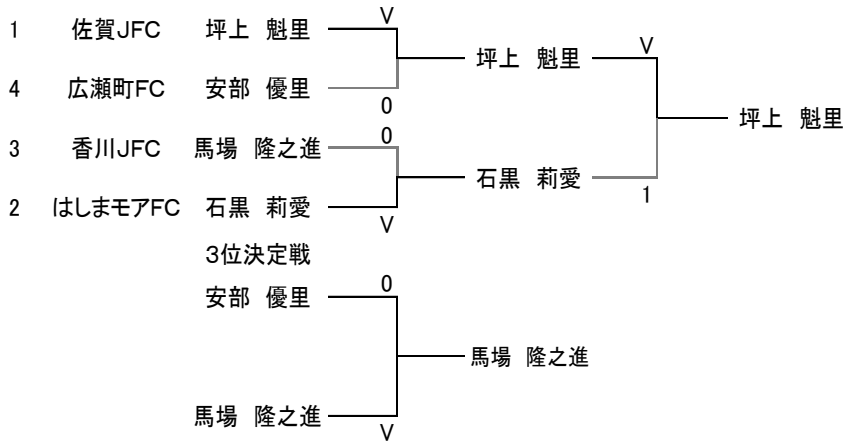 V
1 佐賀JFC 坪上 魁里
坪上 魁里 V
4 広瀬町FC 安部 優里
0
坪上 魁里
3 香川JFC 馬場 隆之進 0
石黒 莉愛
1
2 はしまモアFC 石黒 莉愛
V
3位決定戦
安部 優里 0
馬場 隆之進
馬場 隆之進
V